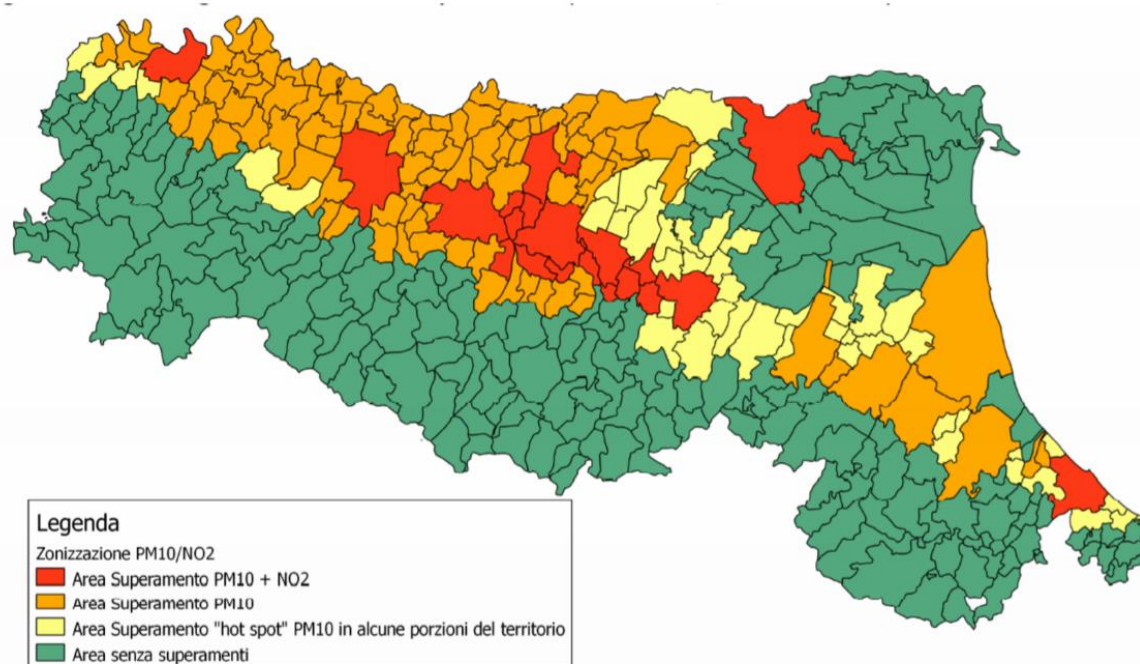 Legenda
Zonizzazione PM10/NO2
Area Superamento PM10 + NO2
Area Superamento PM10
Area Superamento "hot spot" PM10 in alcune porzioni del territorio
Area senza superamenti